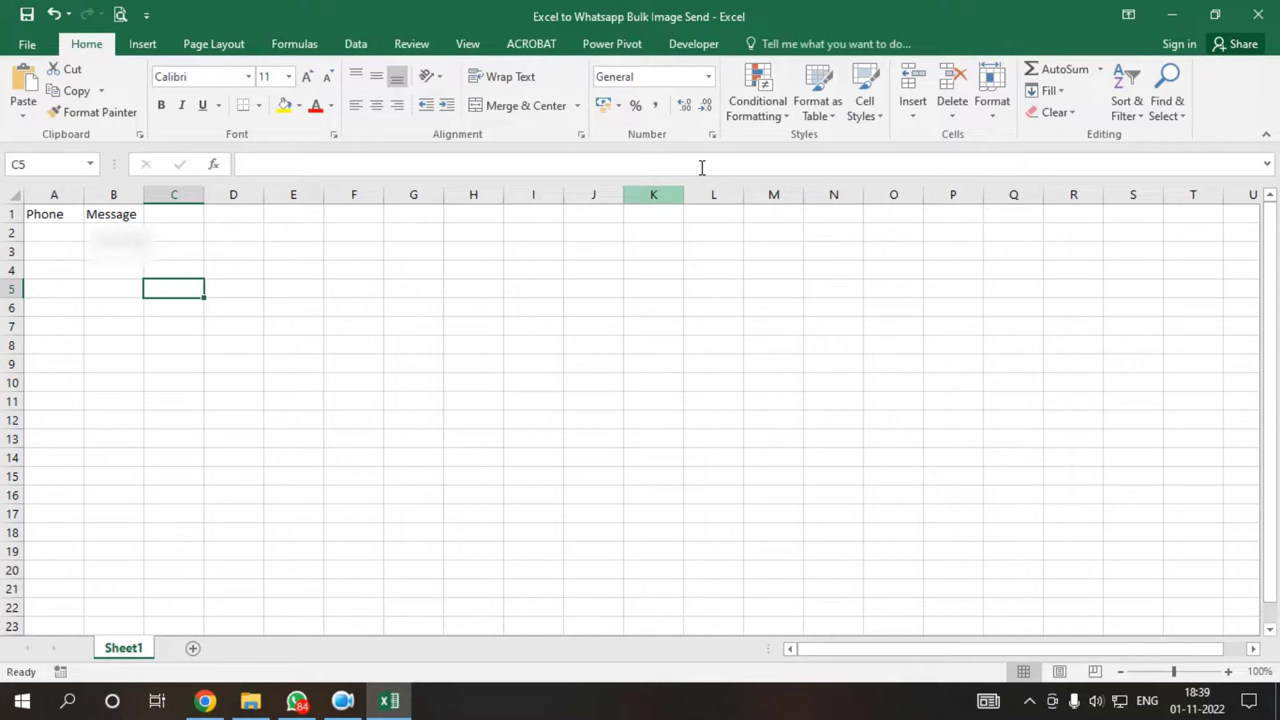 Excel to Whatsapp Bulk Image Send - Excel
File Home Insert Page Layout Formulas Data Review View ACROBAT Power Pivot Developer Tell me what you want to do... Sign in Share
Paste
Cut
Copy
Format Painter
Clipboard
Calibri 11
B I U
Font
Wrap Text
Merge & Center
Alignment
General
%
Number
Conditional Formatting
Format as Table
Cell Styles
Styles
Insert
Delete
Format
Cells
AutoSum
Fill
Clear
Sort & Filter
Find & Select
Editing
C5 fx
A B C D E F G H I J K L M N O P Q R S T U
1 Phone Message
2
3
4
5
6
7
8
9
10
11
12
13
14
15
16
17
18
19
20
21
22
23
Sheet1
Ready 100%
84 ENG 18:39
01-11-2022